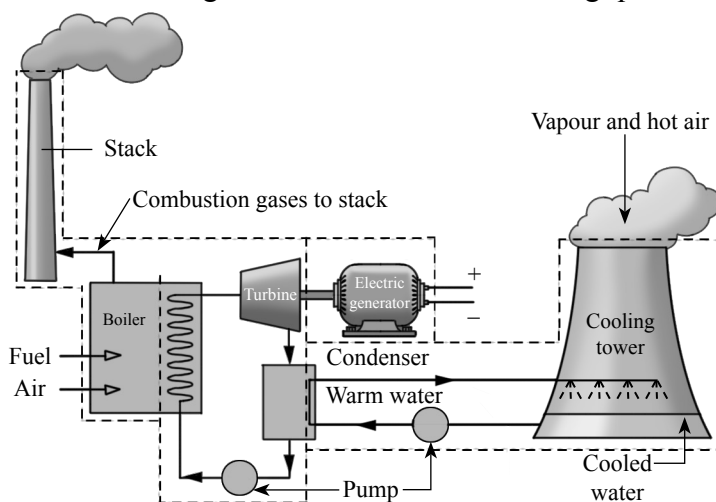 Vapour and hot air
Stack
Combustion gases to stack
Turbine
Electric
generator
+
–
Boiler
Cooling
tower
Fuel
Air
Condenser
Warm water
Pump
Cooled
water